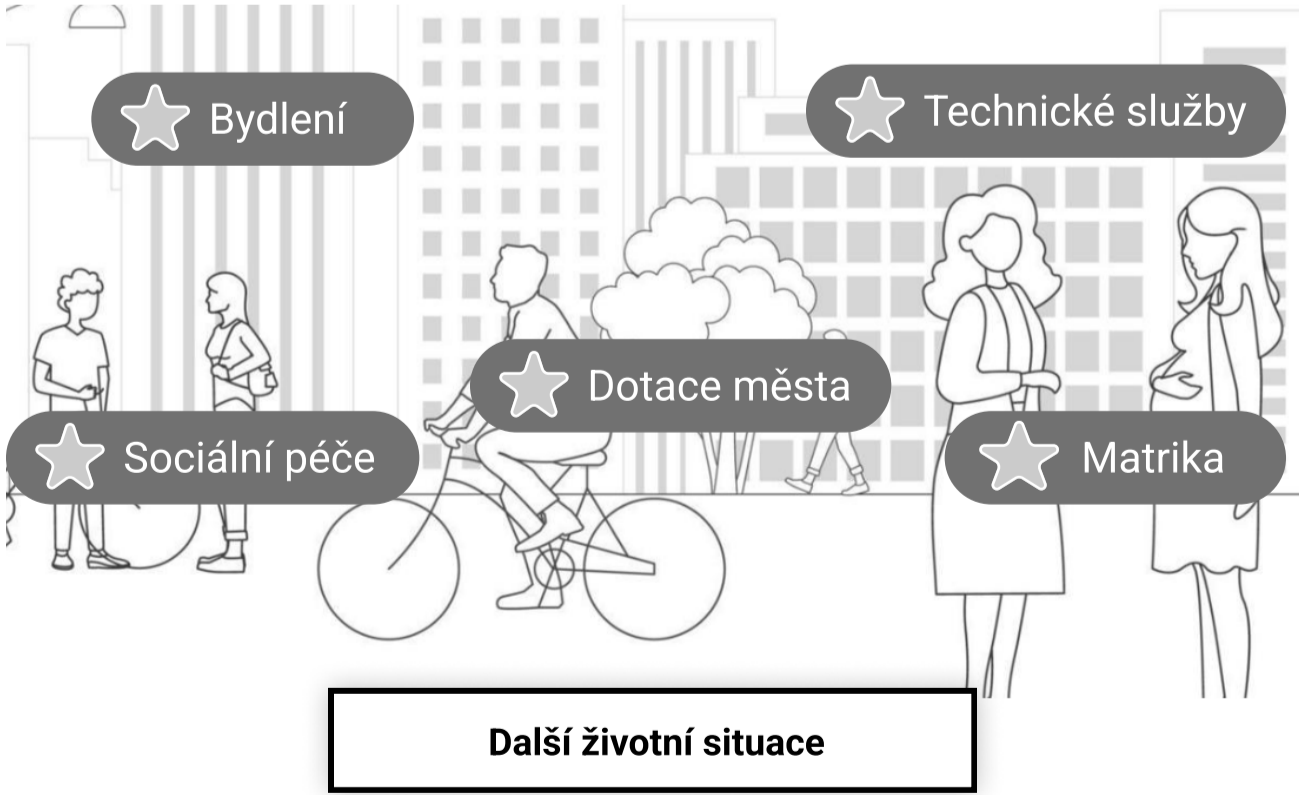 Bydlení
Technické služby
Dotace města
Sociální péče
Matrika
Další životní situace